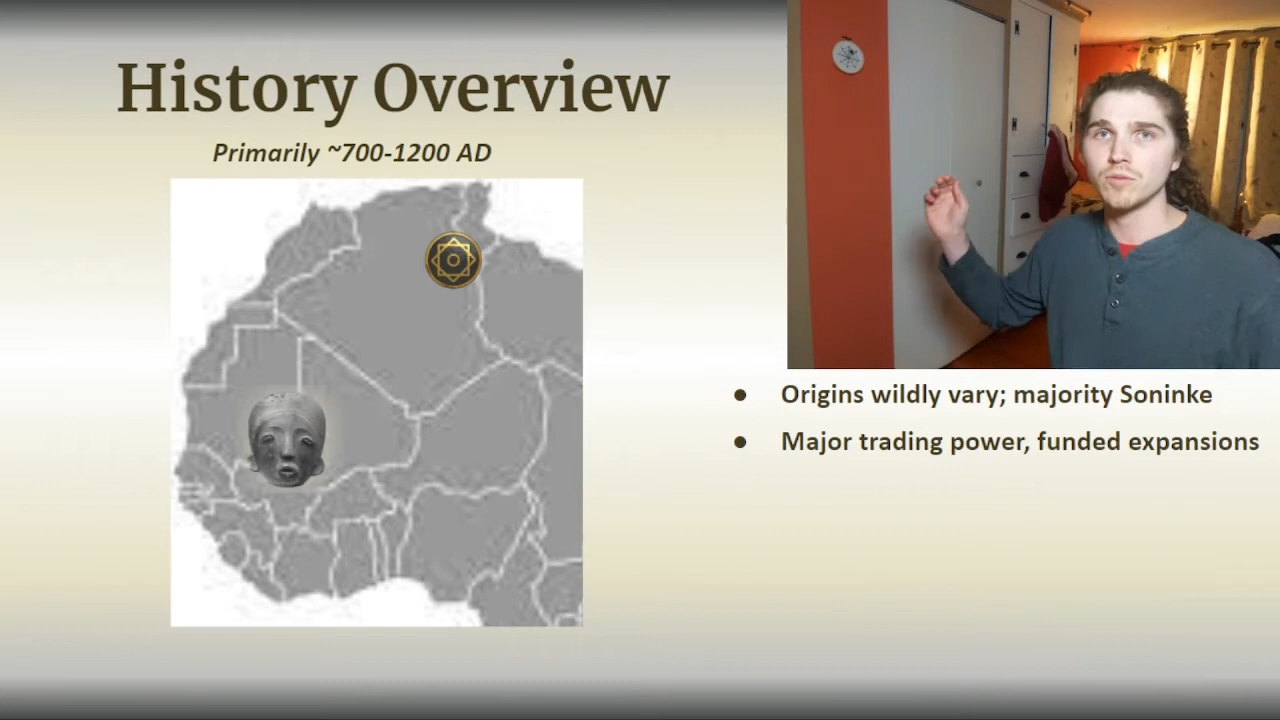 History Overview
Primarily ~700-1200 AD
● Origins wildly vary; majority Soninke
● Major trading power, funded expansions